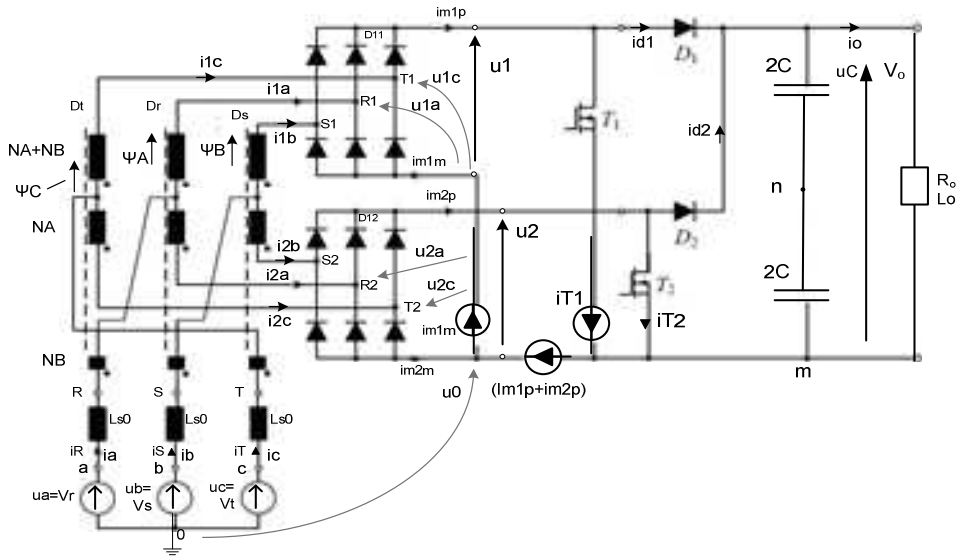 im1p
D11
id1
D1
io
i1c
T1
u1c
u1
2C
uC
Vo
Dt
Dr
Ds
i1a
R1
u1a
T1
S1
i1b
id2
NA+NB
ΨA
ΨB
im1m
ΨC
im2p
n
Ro
Lo
NA
D12
u2
D2
i2b
S2
u2a
i2a
R2
u2c
2C
T2
i2c
T2
im1m
iT1
iT2
NB
im2m
(Im1p+im2p)
m
R
S
T
u0
Ls0
Ls0
Ls0
iR
ia
iS
ib
iT
ic
a
b
c
ua=Vr
ub=
Vs
uc=
Vt
0